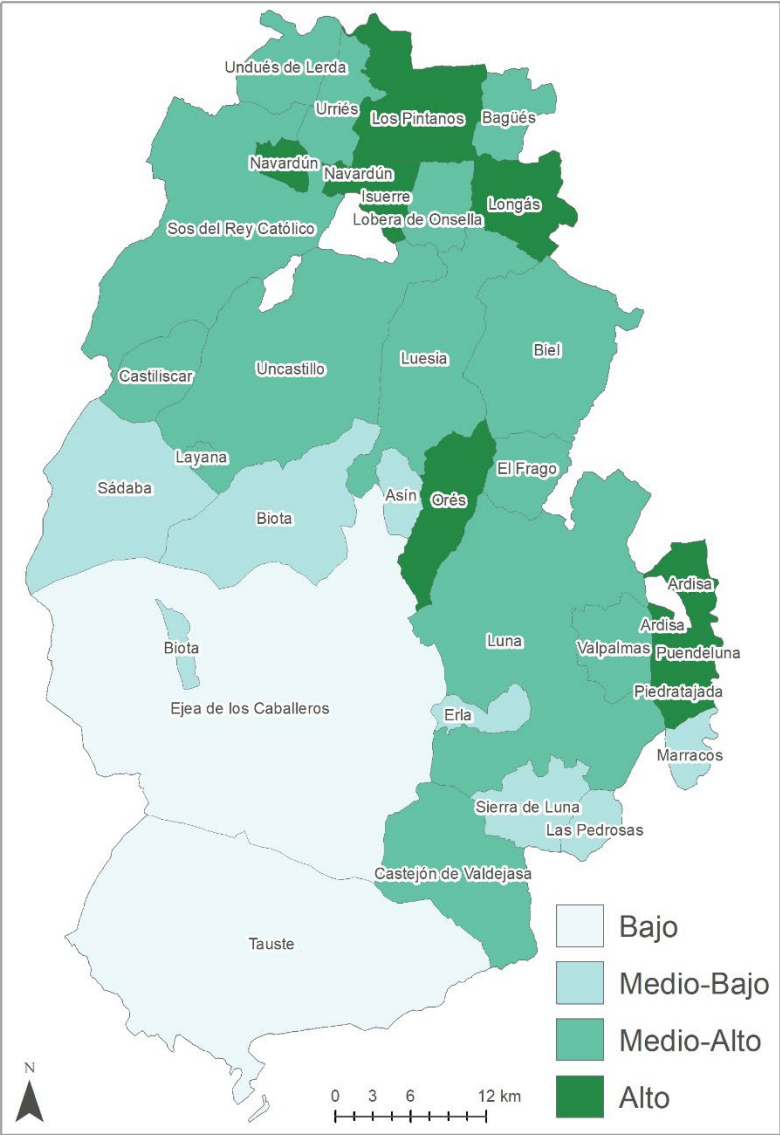 Undués de Lerda
Urriés
Los Pintanos
Bagüés
Navardún
Navardún
Isuerre
Longás
Lobera de Onsella
Sos del Rey Católico
Luesia
Biel
Uncastillo
Castiliscar
Layana
El Frago
Sádaba
Asín
Orés
Biota
Ardisa
Ardisa
Luna
Valpalmas
Puendeluna
Biota
Piedratajada
Ejea de los Caballeros
Erla
Marracos
Sierra de Luna
Las Pedrosas
Castejón de Valdejasa
Tauste
Bajo
Medio-Bajo
Medio-Alto
Alto
N
0 3 6 12 km